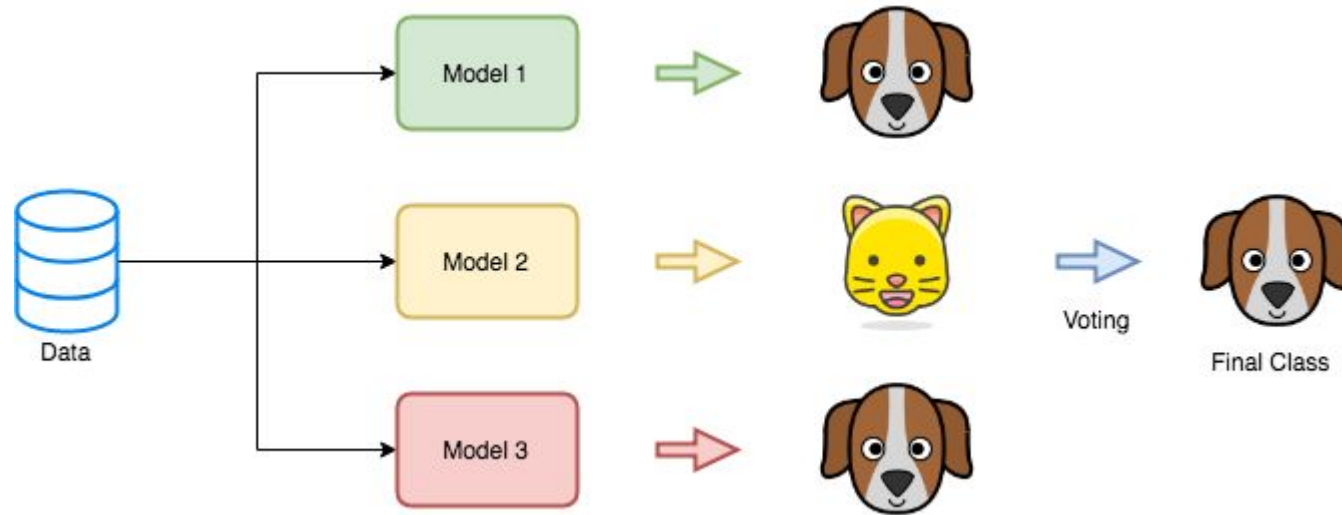 Model 1
Model 2
Data
Voting
Final Class
Model 3